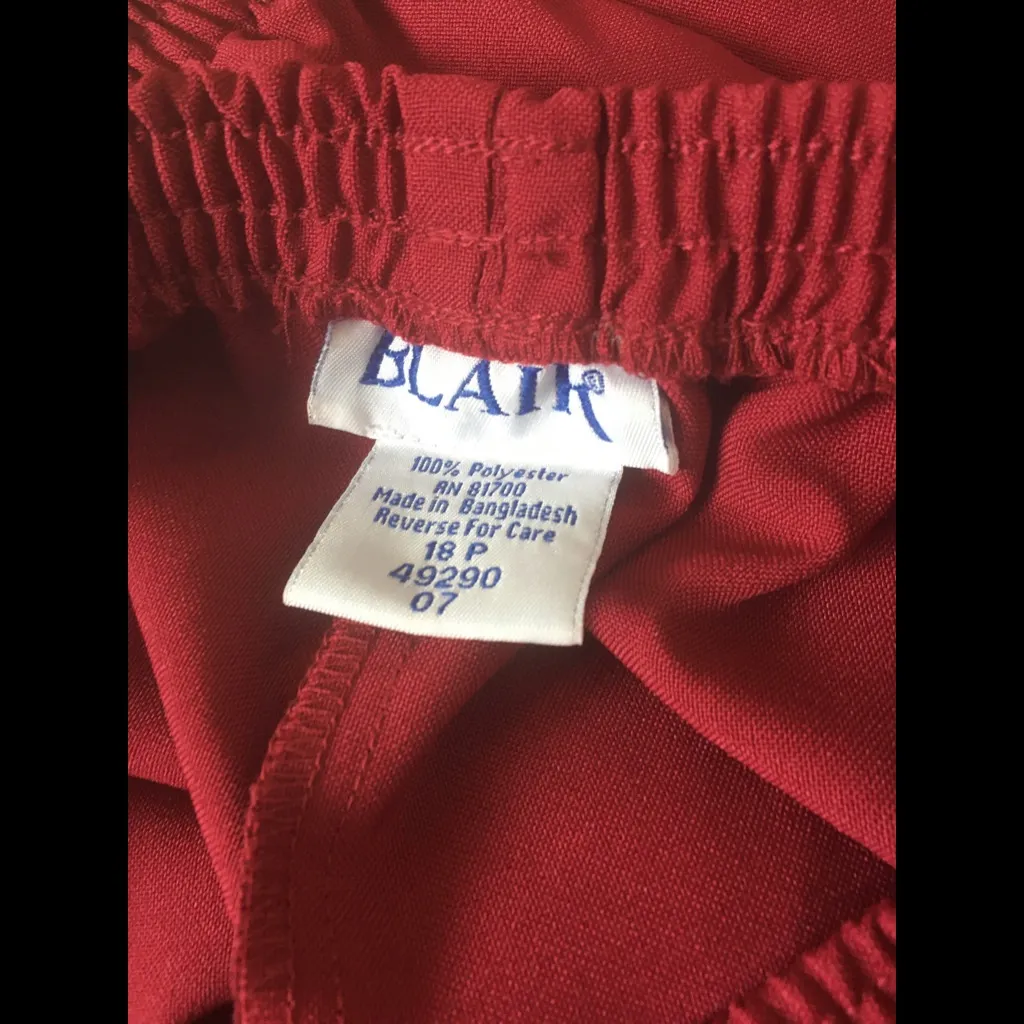 BLAIR®
100% Polyester
RN 81700
Made in Bangladesh
Reverse For Care
18 P
49290
07